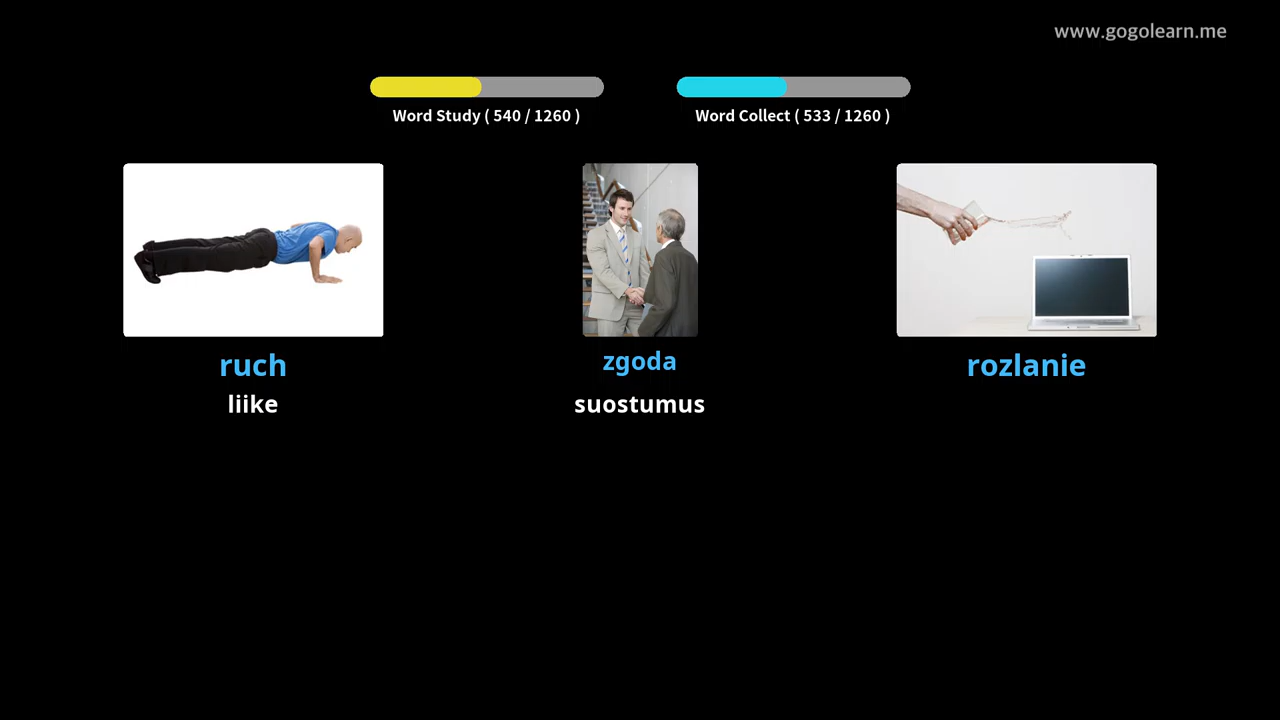 www.gogolearn.me
Word Study ( 540 / 1260 )
Word Collect ( 533 / 1260 )
ruch
zgoda
rozlanie
liike
suostumus